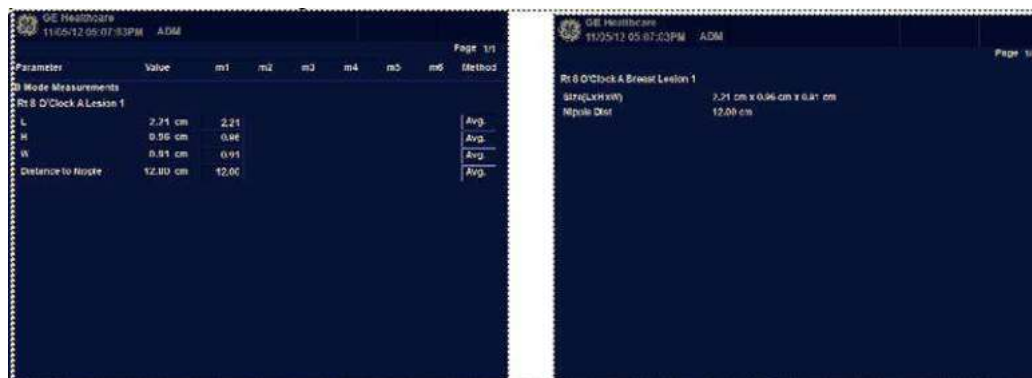 GE Healthcare
11/05/12 05:07:03PM ADM
Page 1/1
Parameter Value m1 m2 m3 m4 m5 m6 Method
B Mode Measurements
Rt 8 O'Clock A Lesion 1
L 2.21 cm 2.21 Avg.
H 0.96 cm 0.96 Avg.
W 0.91 cm 0.91 Avg.
Distance to Nipple 12.00 cm 12.00 Avg.
GE Healthcare
11/05/12 05:07:03PM ADM
Page
Rt 8 O'Clock A Breast Lesion 1
Size(LxHxW) 2.21 cm x 0.96 cm x 0.91 cm
Nipple Dist 12.00 cm